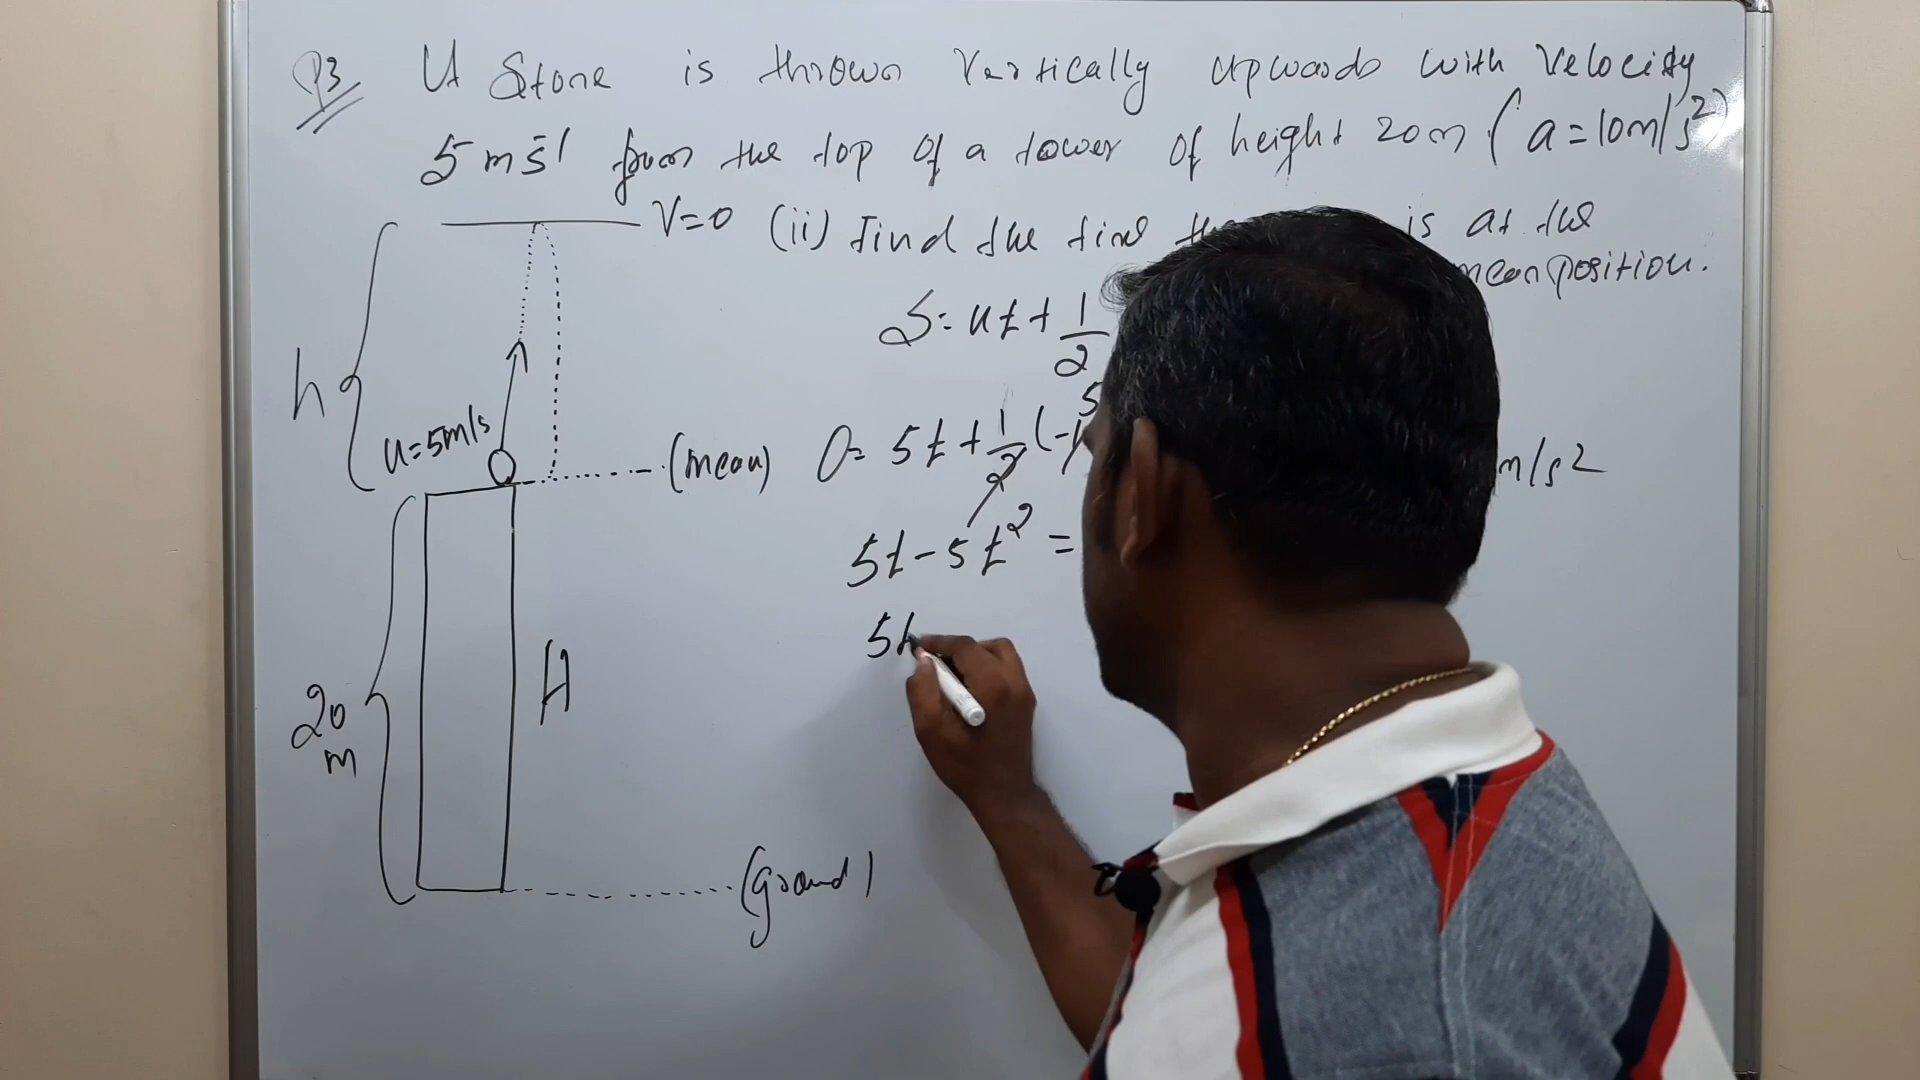 Q3 A Stone is thrown Vertically upwards with Velocity
5 ms-1 from the top of a tower of height 20m (a=10m/s2)
V=0 (ii) Find the time is at the
mean position.
S=ut+1/2
h
u=5m/s
(mean) 0= 5t+1/2(-
5
m/s2
5t-5t2=
5t
20
m
H
(ground)